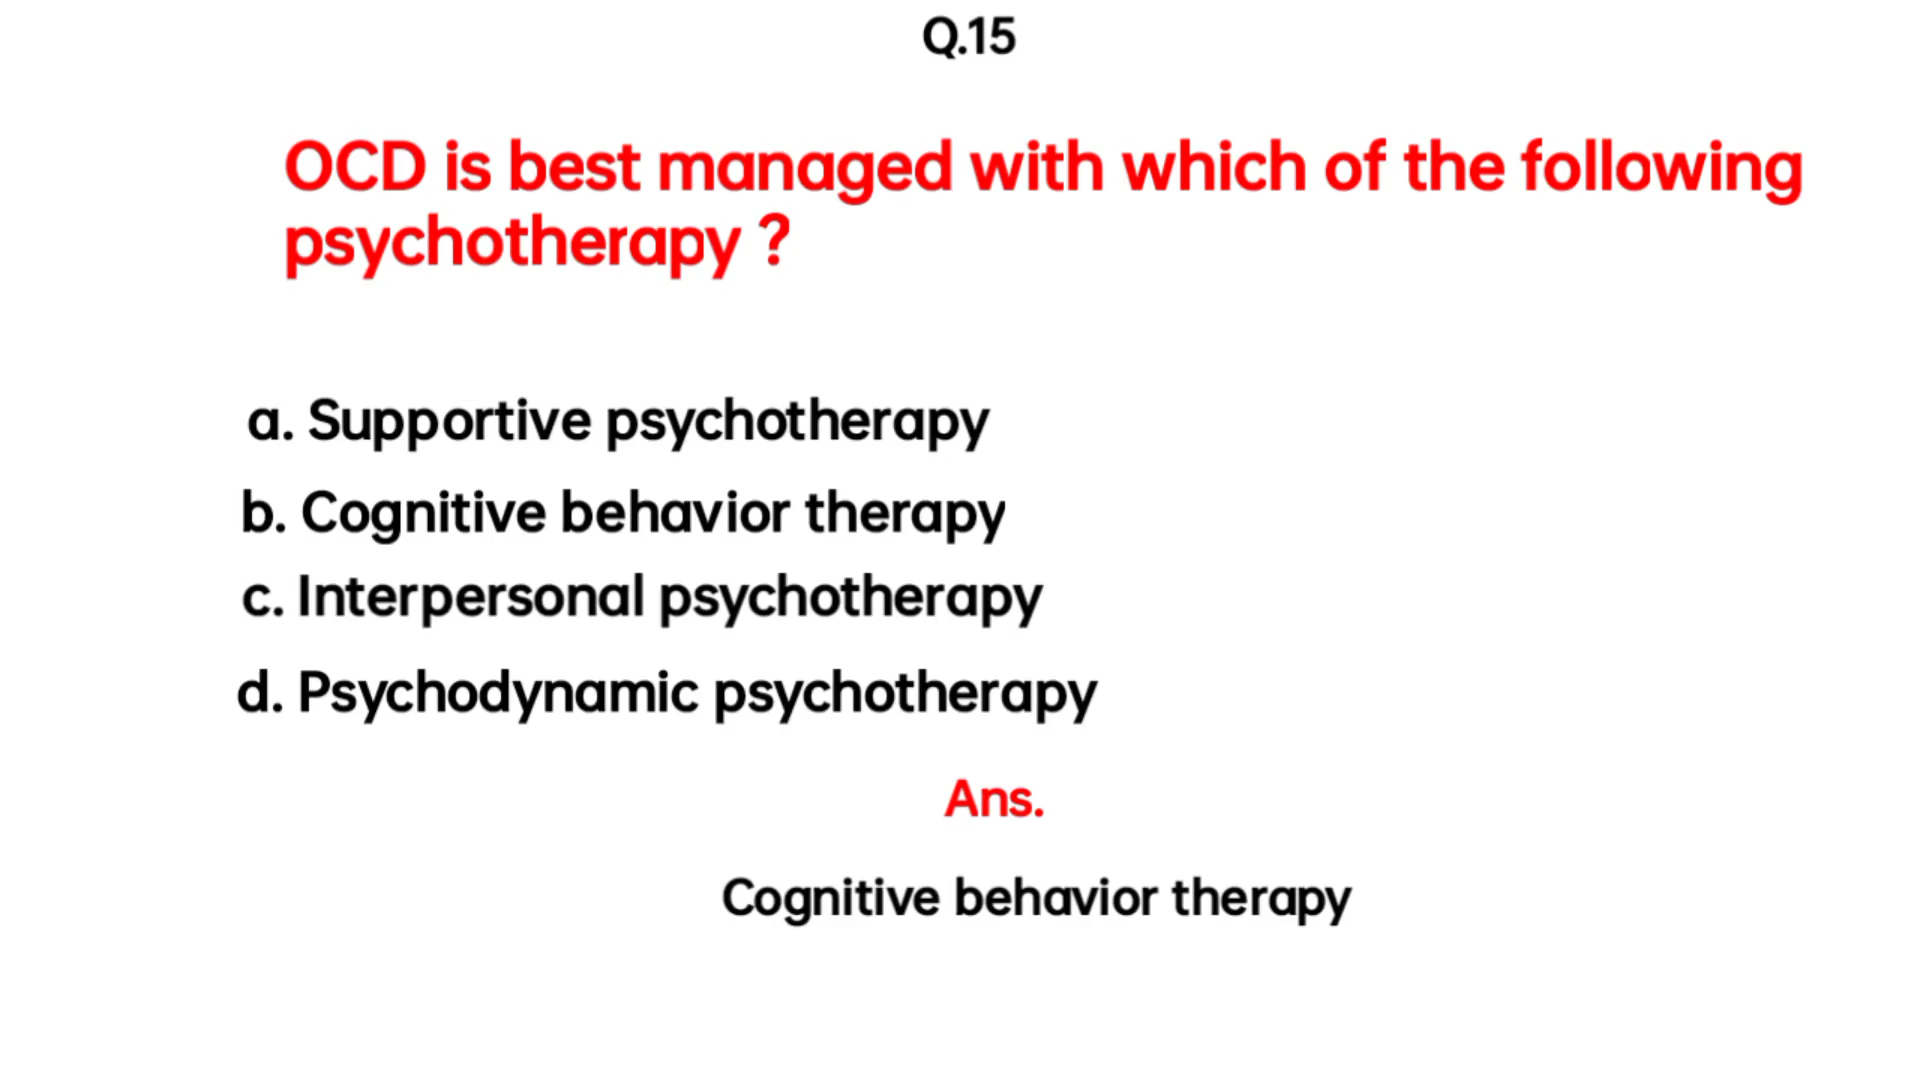 Q.15
OCD is best managed with which of the following
psychotherapy ?
a. Supportive psychotherapy
b. Cognitive behavior therapy
c. Interpersonal psychotherapy
d. Psychodynamic psychotherapy
Ans.
Cognitive behavior therapy